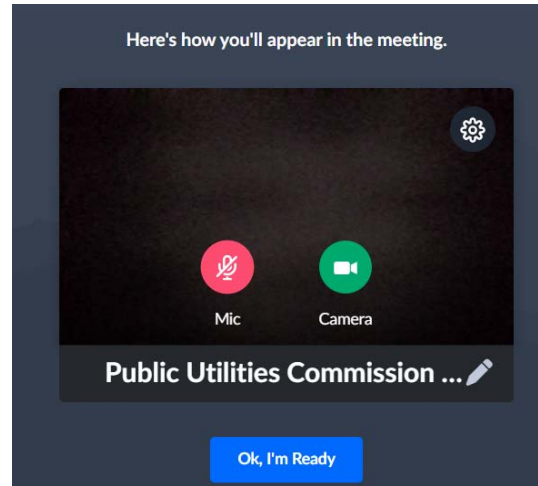 Here's how you'll appear in the meeting.
Mic
Camera
Public Utilities Commission ...
Ok, I'm Ready